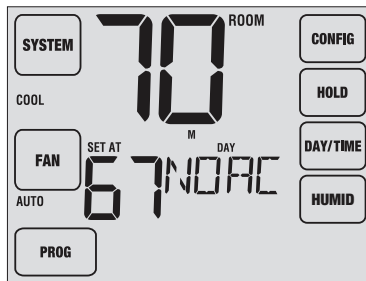 SYSTEM
70
ROOM
CONFIG
COOL
HOLD
M
FAN
SET AT
DAY
DAY/TIME
67
NOAC
AUTO
HUMID
PROG